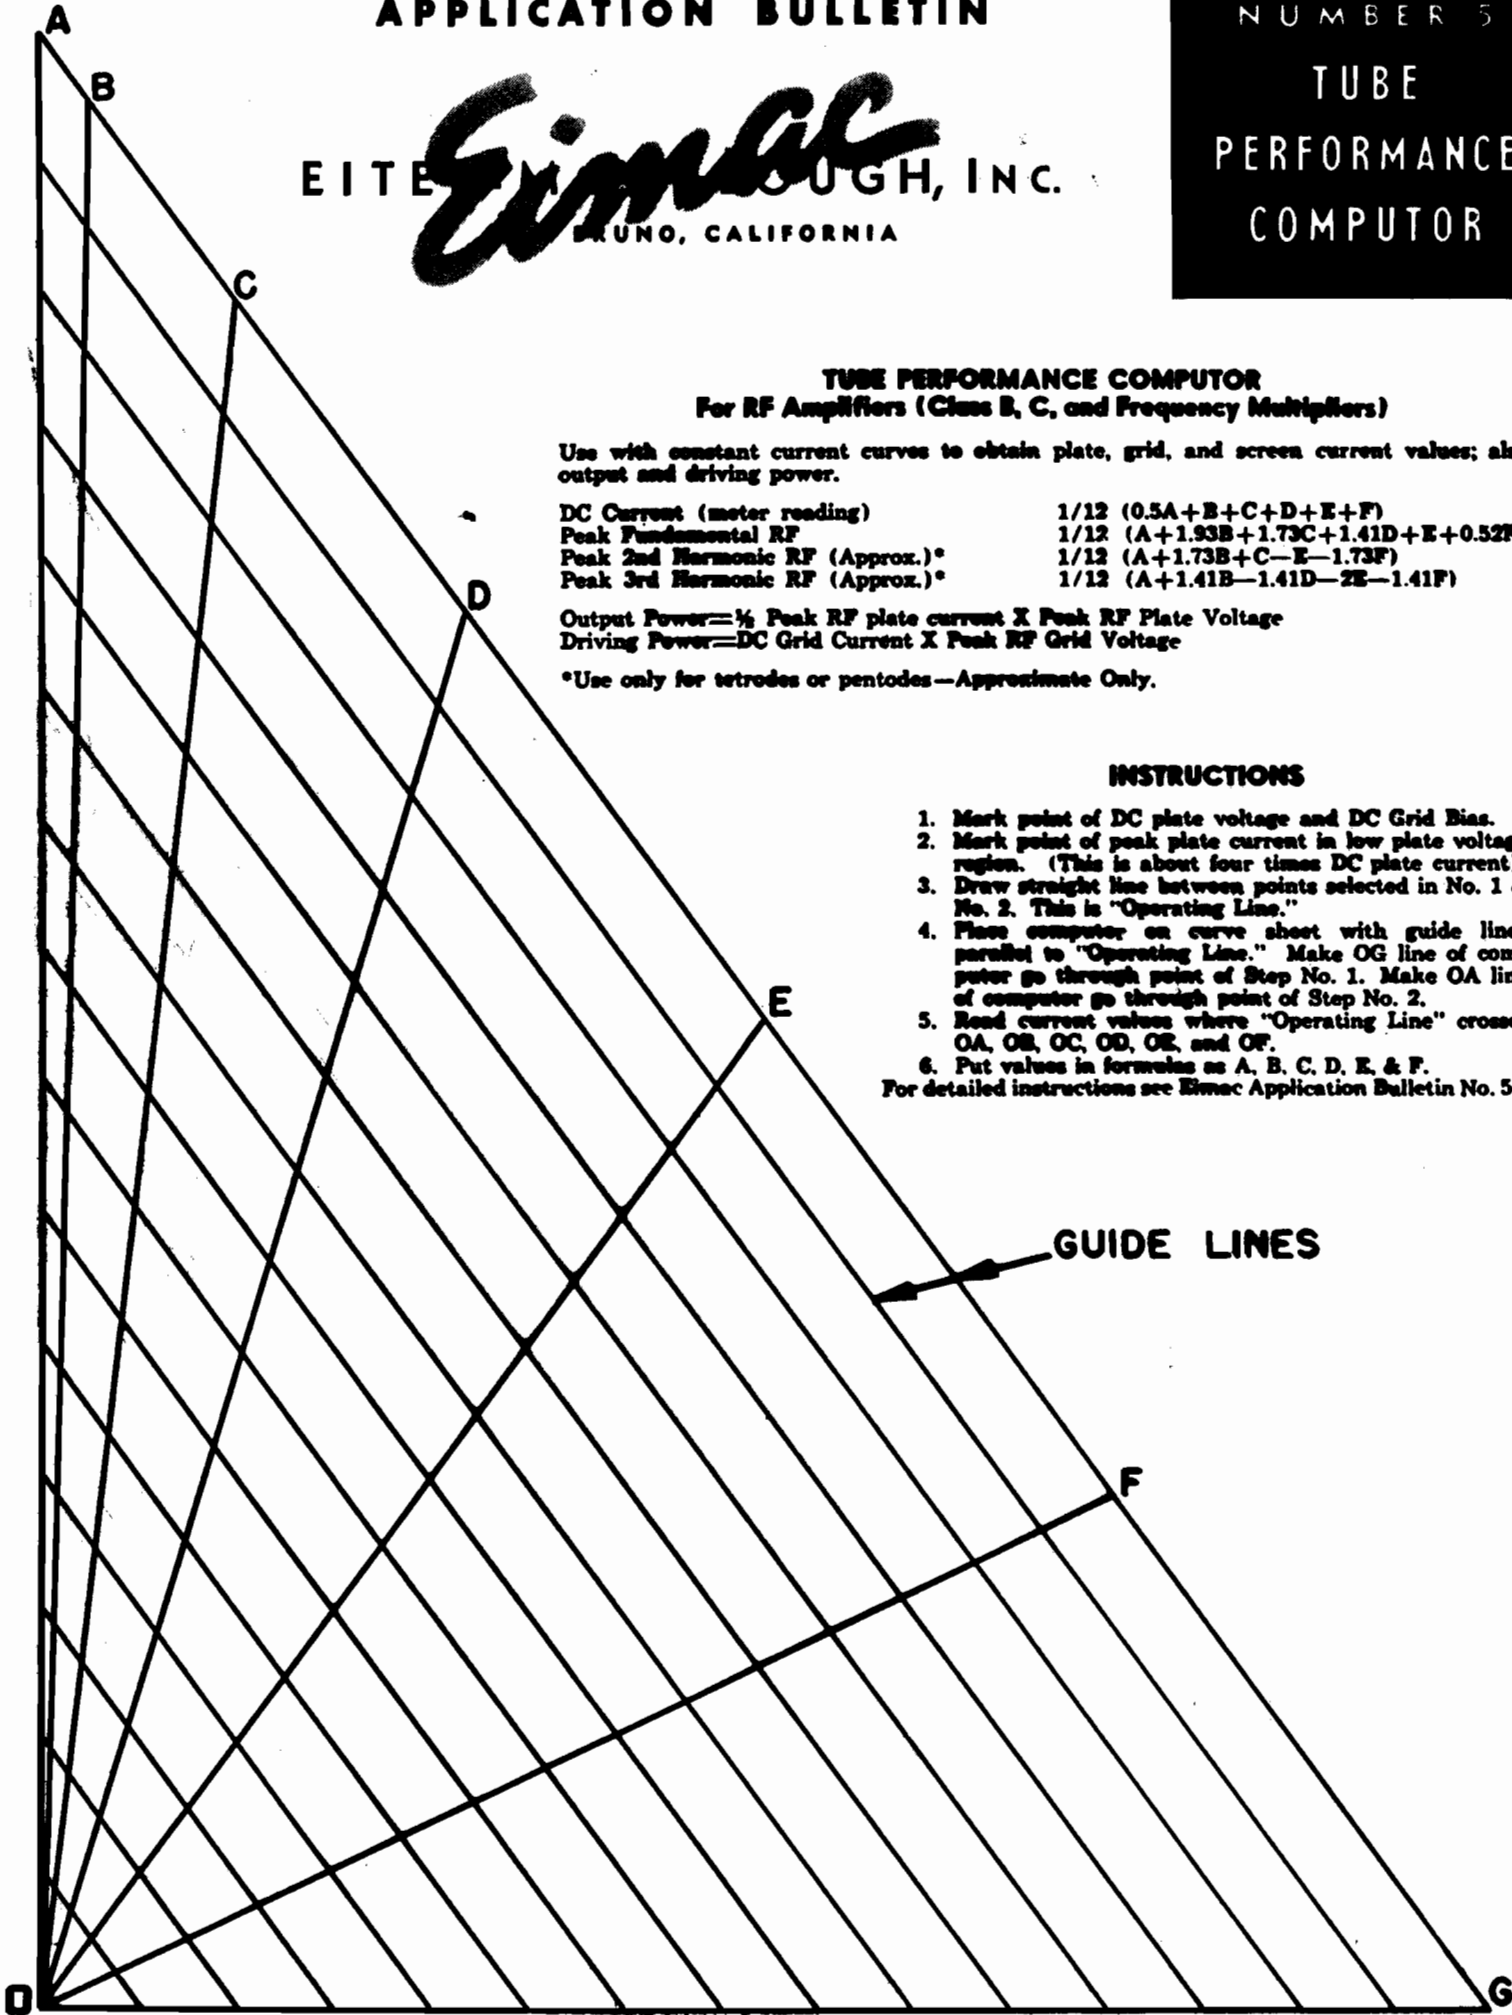 A
APPLICATION BULLETIN
NUMBER 5
B
TUBE
Eimac
PERFORMANCE
EITE UGH, INC.
COMPUTOR
BRUNO, CALIFORNIA
C
TUBE PERFORMANCE COMPUTOR
For RF Amplifiers (Class B, C, and Frequency Multipliers)
Use with constant current curves to obtain plate, grid, and screen current values; als
output and driving power.
DC Current (meter reading) 1/12 (0.5A+B+C+D+E+F)
Peak Fundamental RF 1/12 (A+1.93B+1.73C+1.41D+E+0.52F
Peak 2nd Harmonic RF (Approx.)* 1/12 (A+1.73B+C—E—1.73F)
Peak 3rd Harmonic RF (Approx.)* 1/12 (A+1.41B—1.41D—2E—1.41F)
D
Output Power=½ Peak RF plate current X Peak RF Plate Voltage
Driving Power=DC Grid Current X Peak RF Grid Voltage
*Use only for tetrodes or pentodes—Approximate Only.
INSTRUCTIONS
1. Mark point of DC plate voltage and DC Grid Bias.
2. Mark point of peak plate current in low plate voltag
region. (This is about four times DC plate current
3. Draw straight line between points selected in No. 1
No. 2. This is "Operating Line."
4. Place computer on curve sheet with guide line
parallel to "Operating Line." Make OG line of com
puter go through point of Step No. 1. Make OA lin
of computer go through point of Step No. 2.
5. Read current values where "Operating Line" crosse
OA, OB, OC, OD, OE, and OF.
6. Put values in formulas as A, B, C, D, E, & F.
For detailed instructions see Eimac Application Bulletin No. 5
E
GUIDE LINES
F
O
G